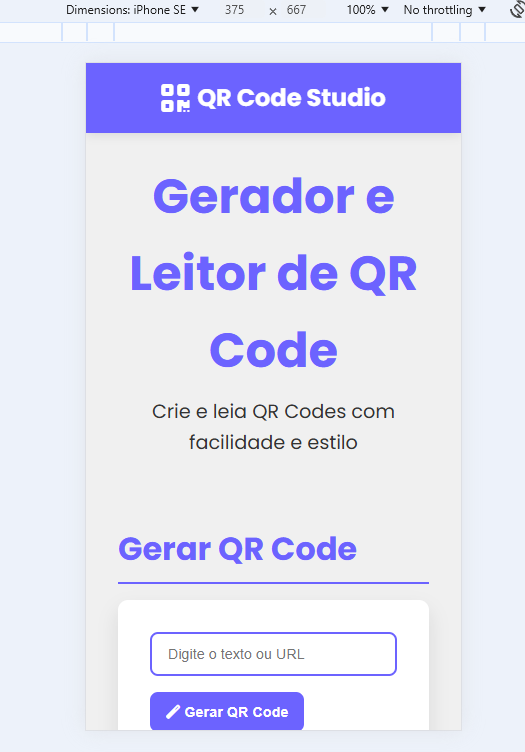 Dimensions: iPhone SE ▼ 375 × 667 100% ▼ No throttling ▼
QR Code Studio
Gerador e
Leitor de QR
Code
Crie e leia QR Codes com
facilidade e estilo
Gerar QR Code
Digite o texto ou URL
Gerar QR Code